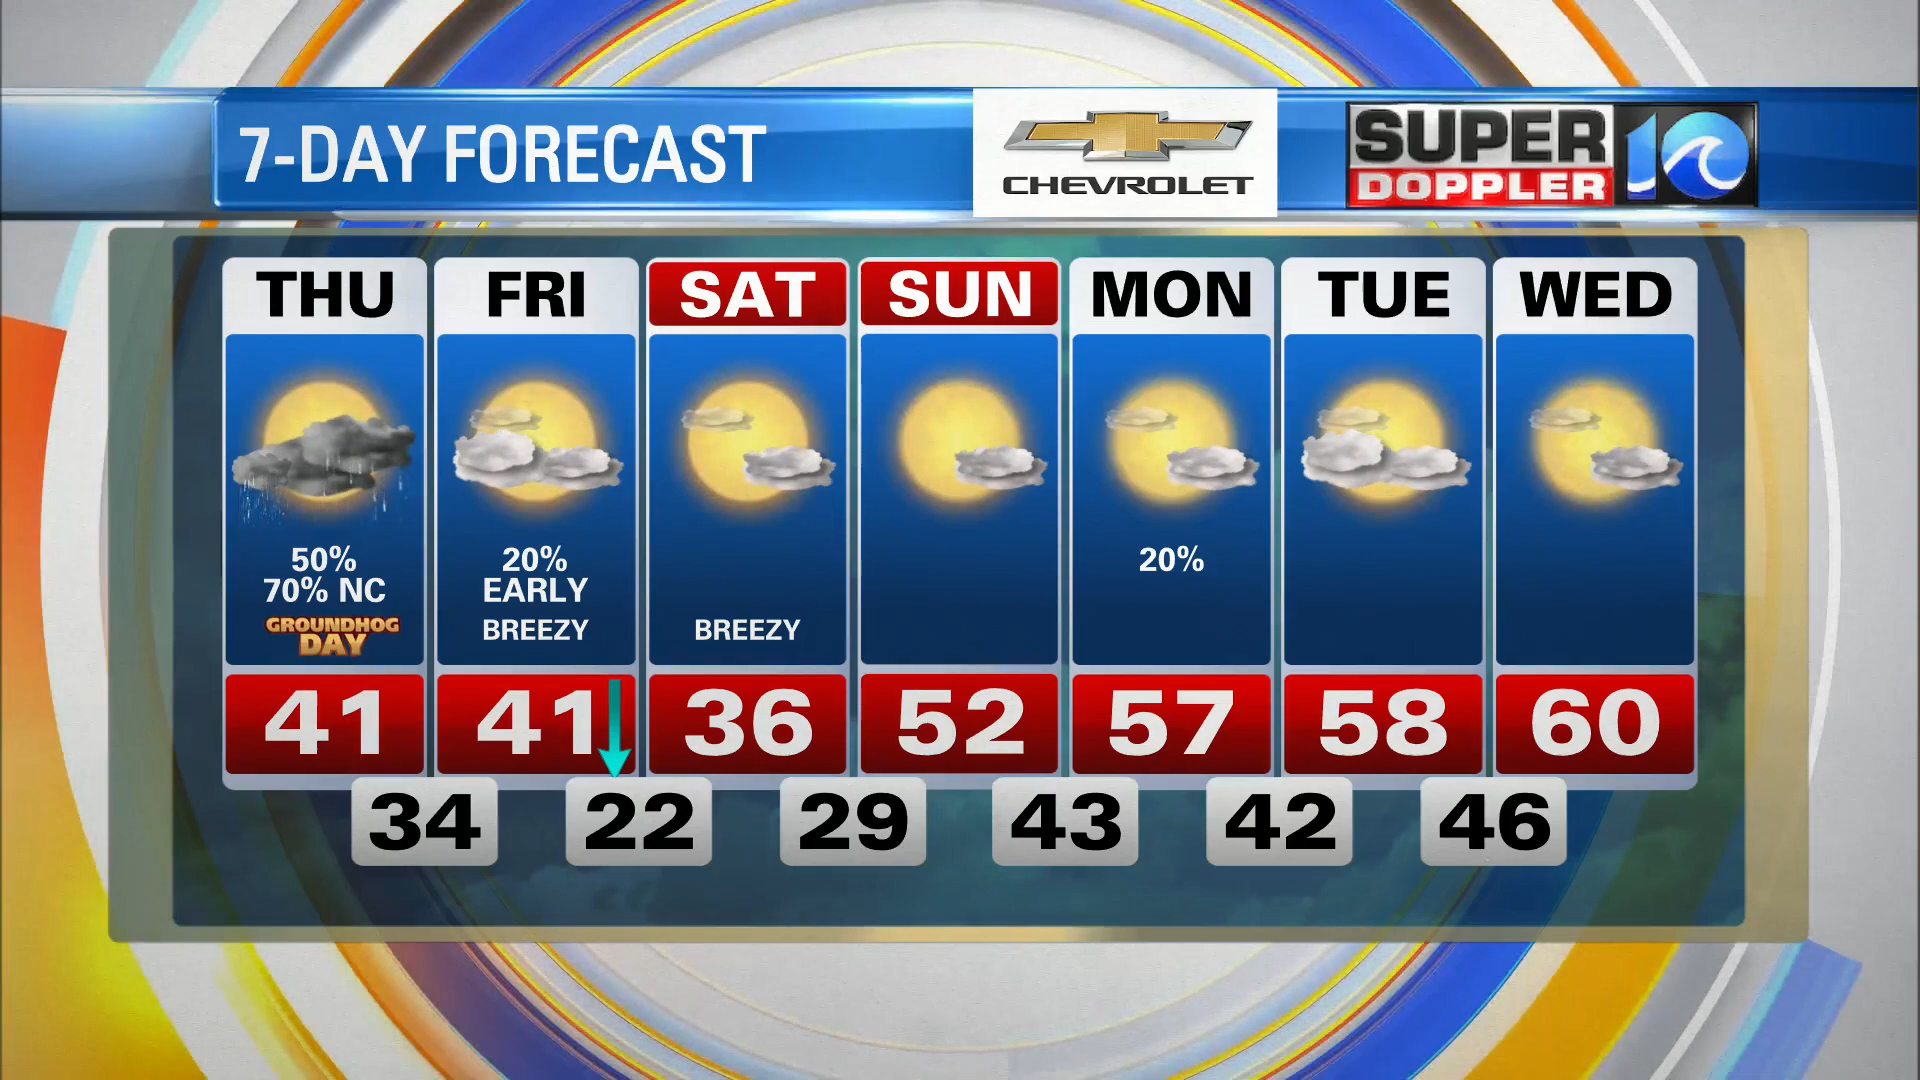 7-DAY FORECAST
CHEVROLET
SUPER
DOPPLER
10
THU
FRI
SAT
SUN
MON
TUE
WED
50%
70% NC
GROUNDHOG
DAY
20%
EARLY
BREEZY
BREEZY
20%
41
41
36
52
57
58
60
34
22
29
43
42
46